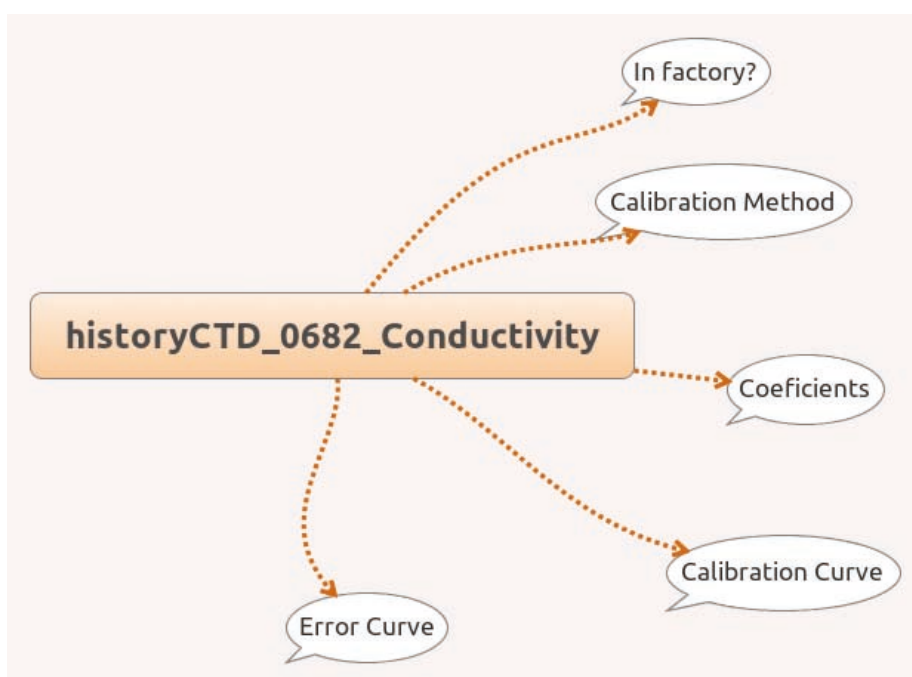 In factory?
Calibration Method
historyCTD_0682_Conductivity
Coeficients
Calibration Curve
Error Curve